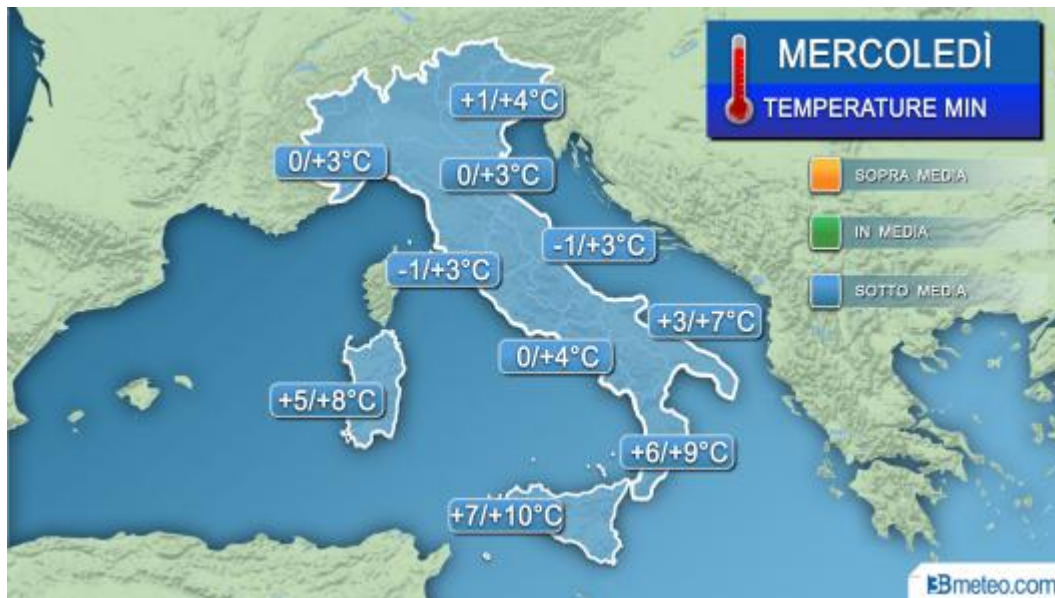 MERCOLEDÌ
TEMPERATURE MIN
SOPRA MEDIA
IN MEDIA
SOTTO MEDIA
+1/+4°C
0/+3°C
0/+3°C
-1/+3°C
-1/+3°C
+3/+7°C
0/+4°C
+5/+8°C
+6/+9°C
+7/+10°C
3Bmeteo.com